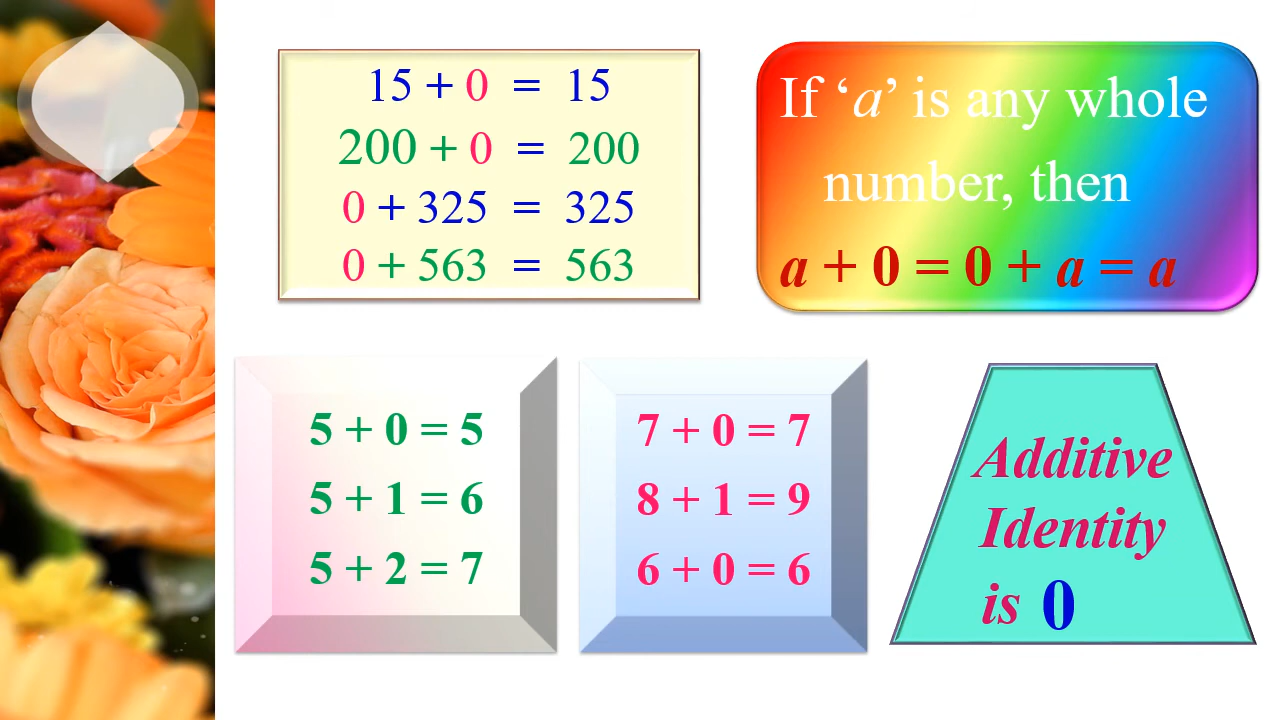 15 + 0 = 15
200 + 0 = 200
0 + 325 = 325
0 + 563 = 563
If ‘a’ is any whole
number, then
a + 0 = 0 + a = a
5 + 0 = 5
5 + 1 = 6
5 + 2 = 7
7 + 0 = 7
8 + 1 = 9
6 + 0 = 6
Additive
Identity
is 0